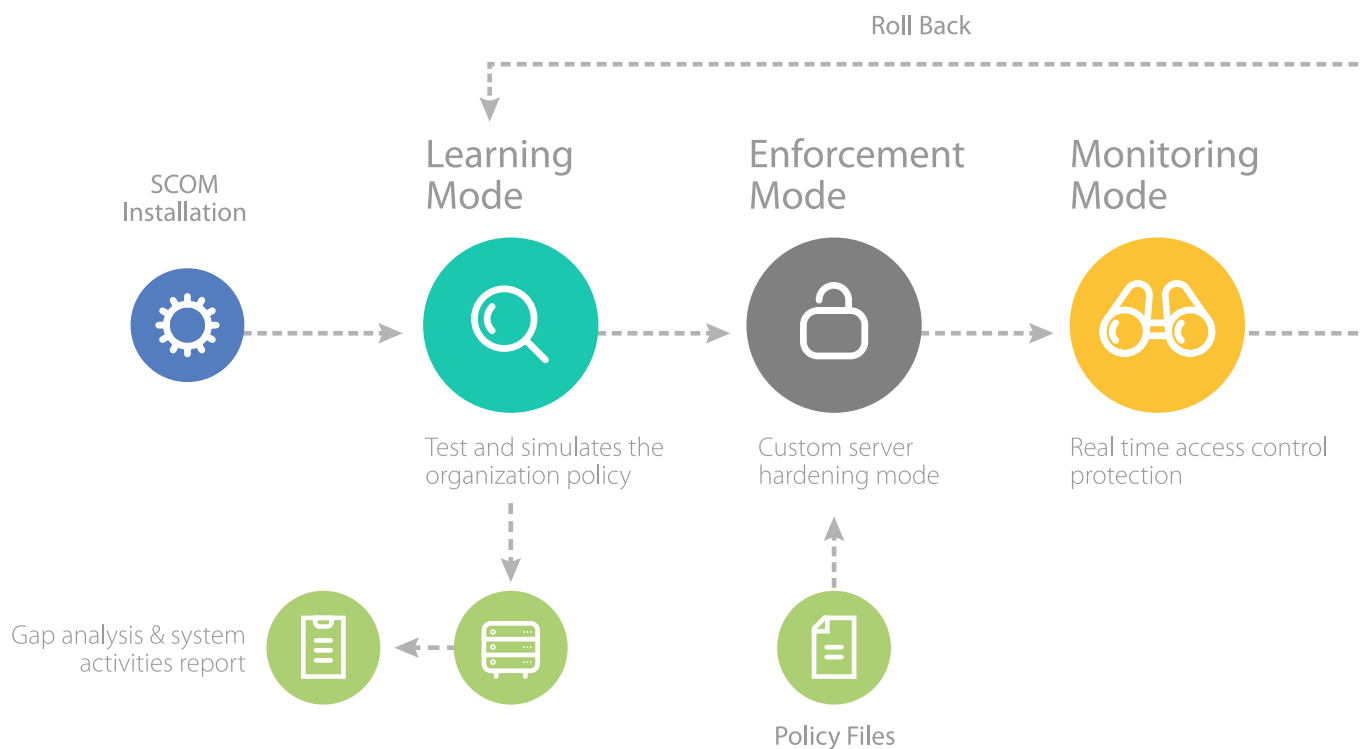 Roll Back
SCOM
Installation
Learning
Mode
Enforcement
Mode
Monitoring
Mode
Test and simulates the
organization policy
Custom server
hardening mode
Real time access control
protection
Gap analysis & system
activities report
Policy Files